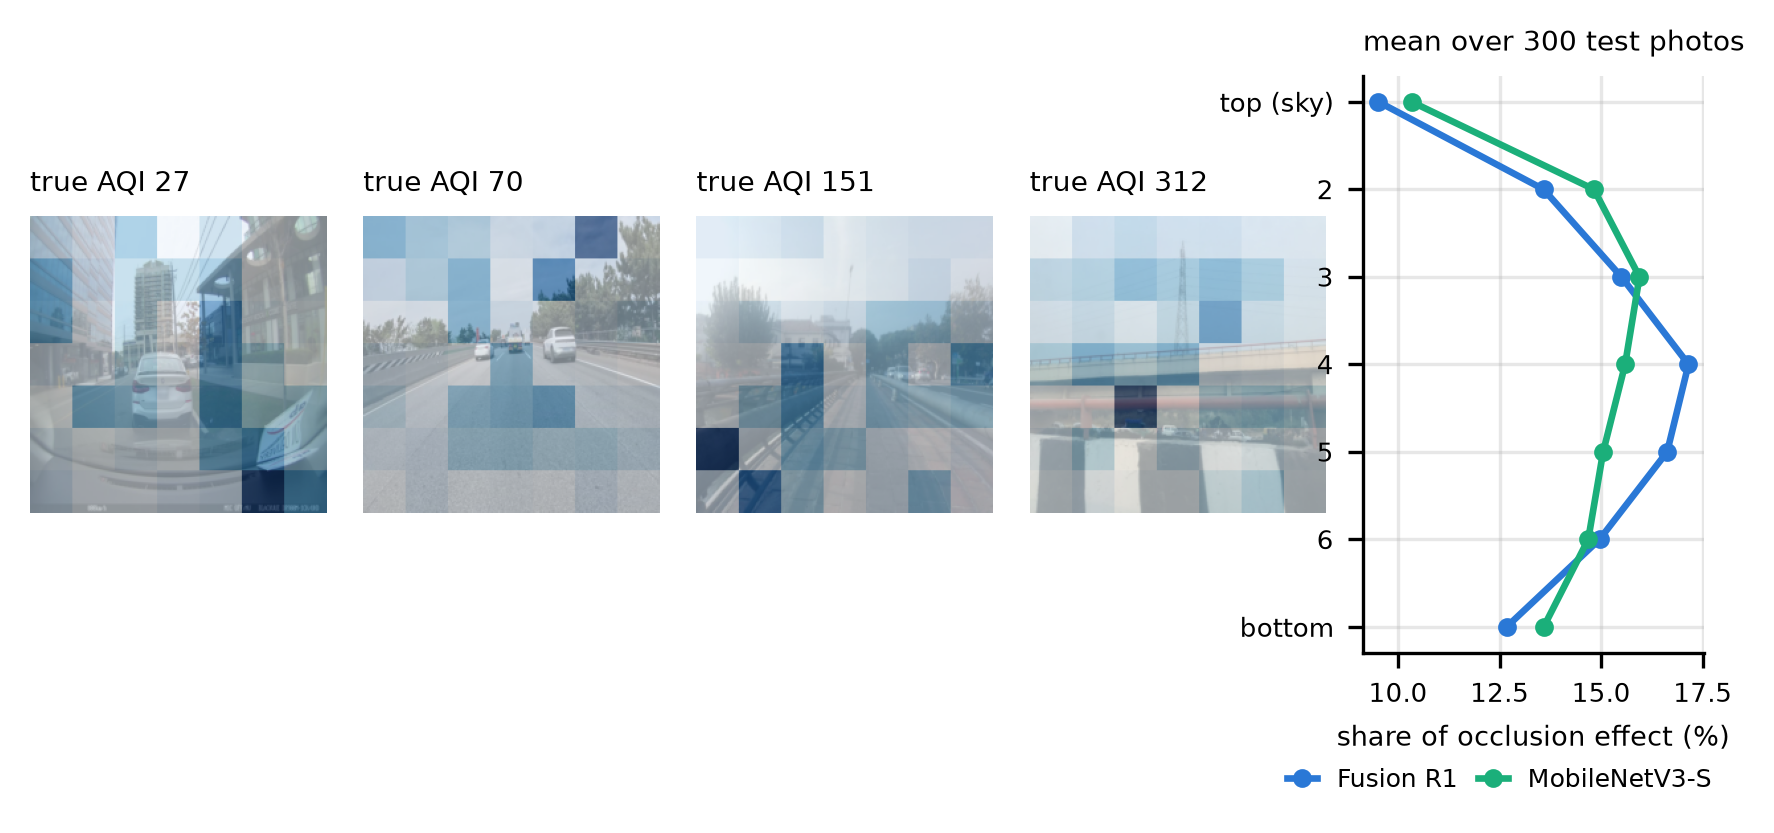 mean over 300 test photos
true AQI 27
true AQI 70
true AQI 151
true AQI 312
top (sky)
2
3
4
5
6
bottom
10.0
12.5
15.0
17.5
share of occlusion effect (%)
Fusion R1
MobileNetV3-S